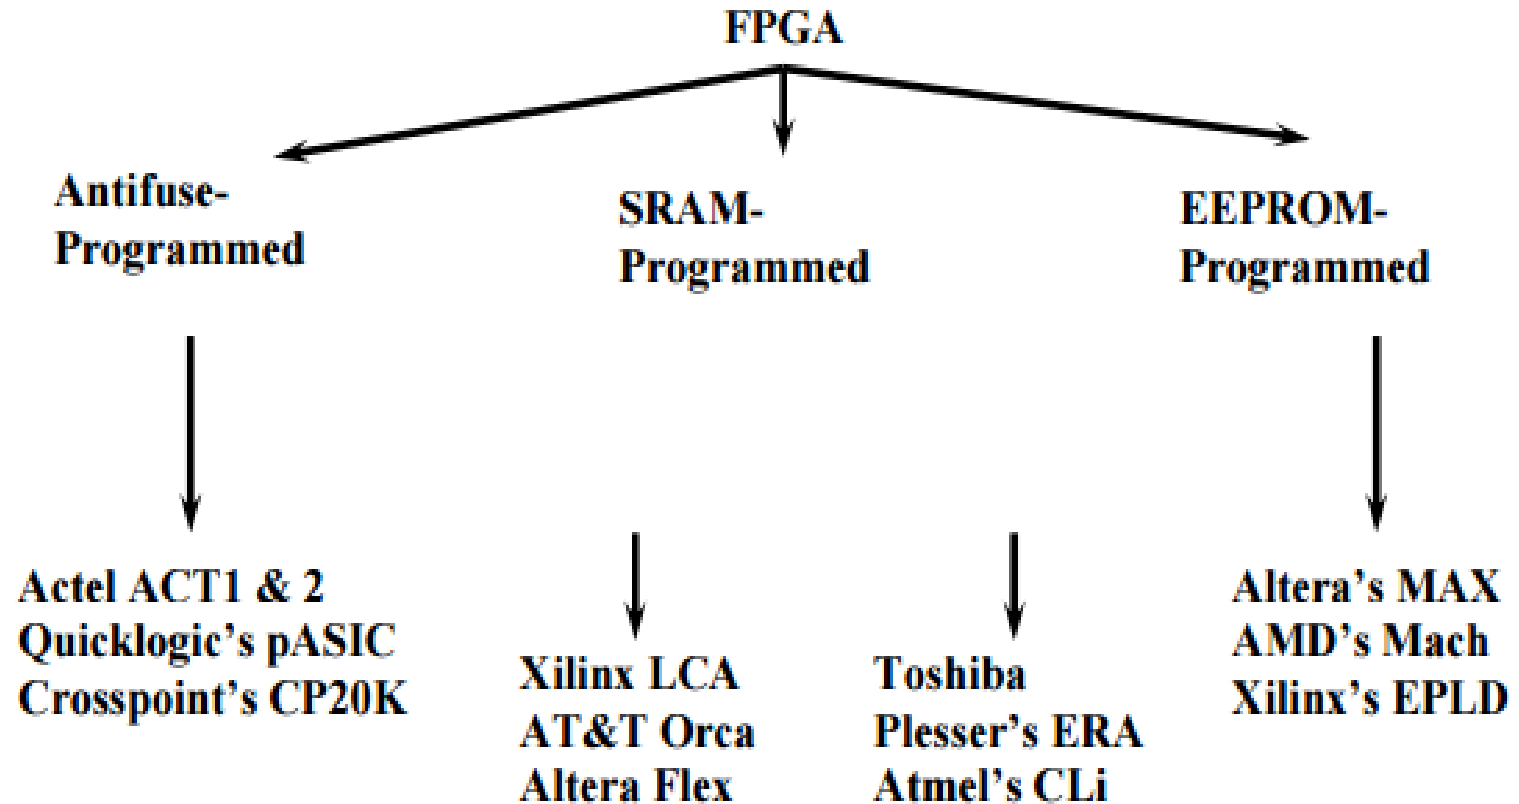 FPGA
Antifuse-
Programmed
SRAM-
Programmed
EEPROM-
Programmed
Actel ACT1 & 2
Quicklogic's pASIC
Crosspoint's CP20K
Xilinx LCA
AT&T Orca
Altera Flex
Toshiba
Plesser's ERA
Atmel's CLi
Altera's MAX
AMD's Mach
Xilinx's EPLD